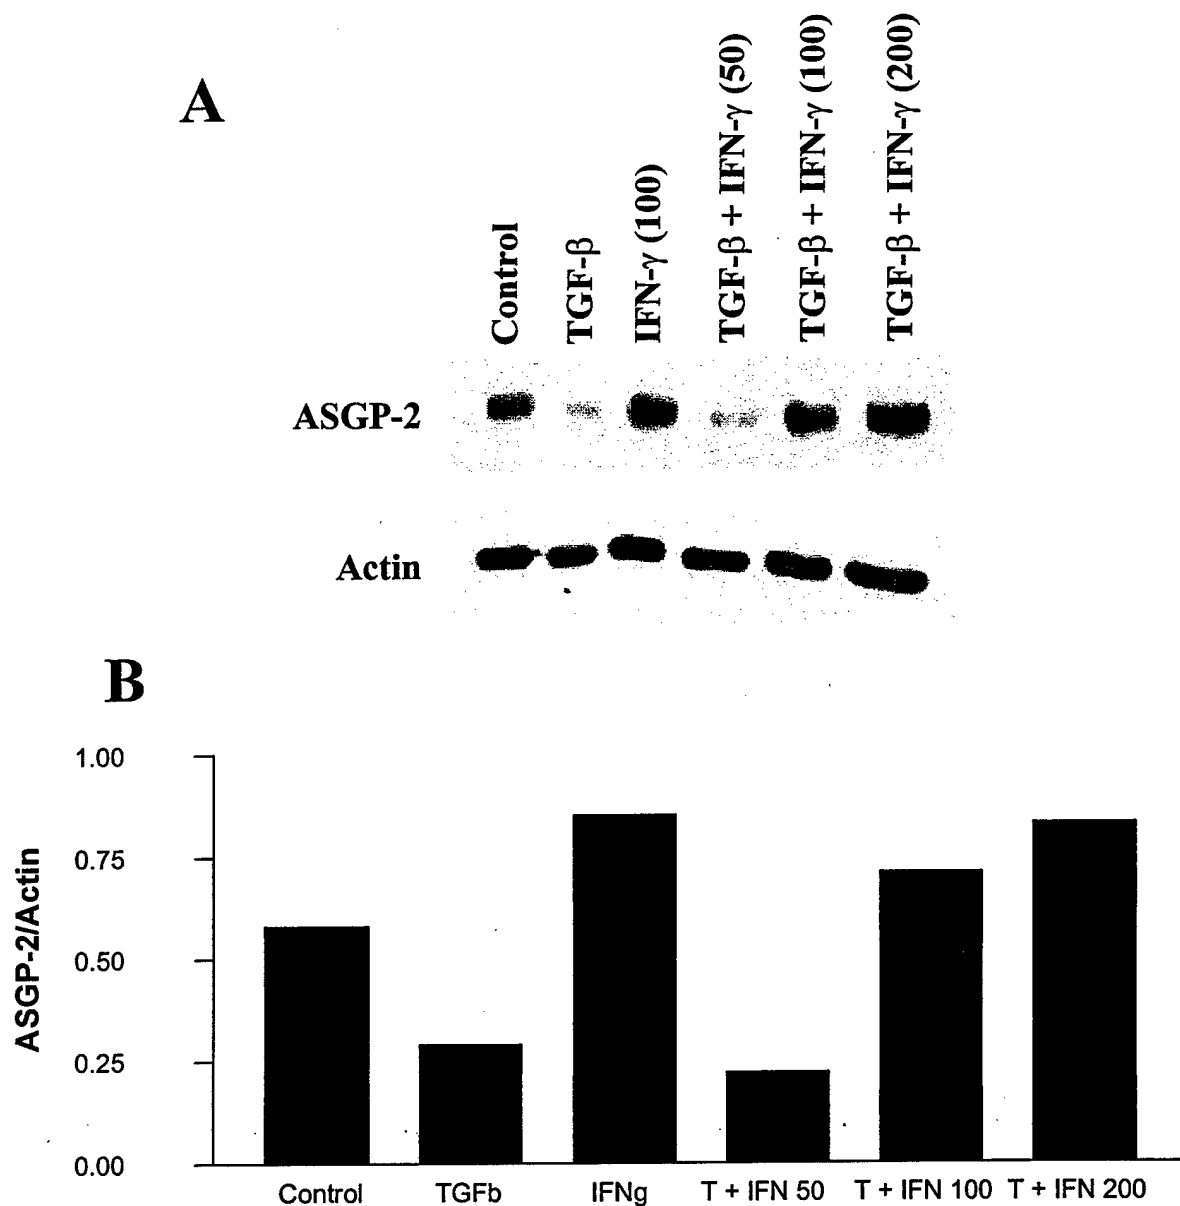 A
Control
TGF-β
IFN-γ (100)
TGF-β + IFN-γ (50)
TGF-β + IFN-γ (100)
TGF-β + IFN-γ (200)
ASGP-2
Actin
B
ASGP-2/Actin
1.00
0.75
0.50
0.25
0.00
Control TGFb IFNg T + IFN 50 T + IFN 100 T + IFN 200